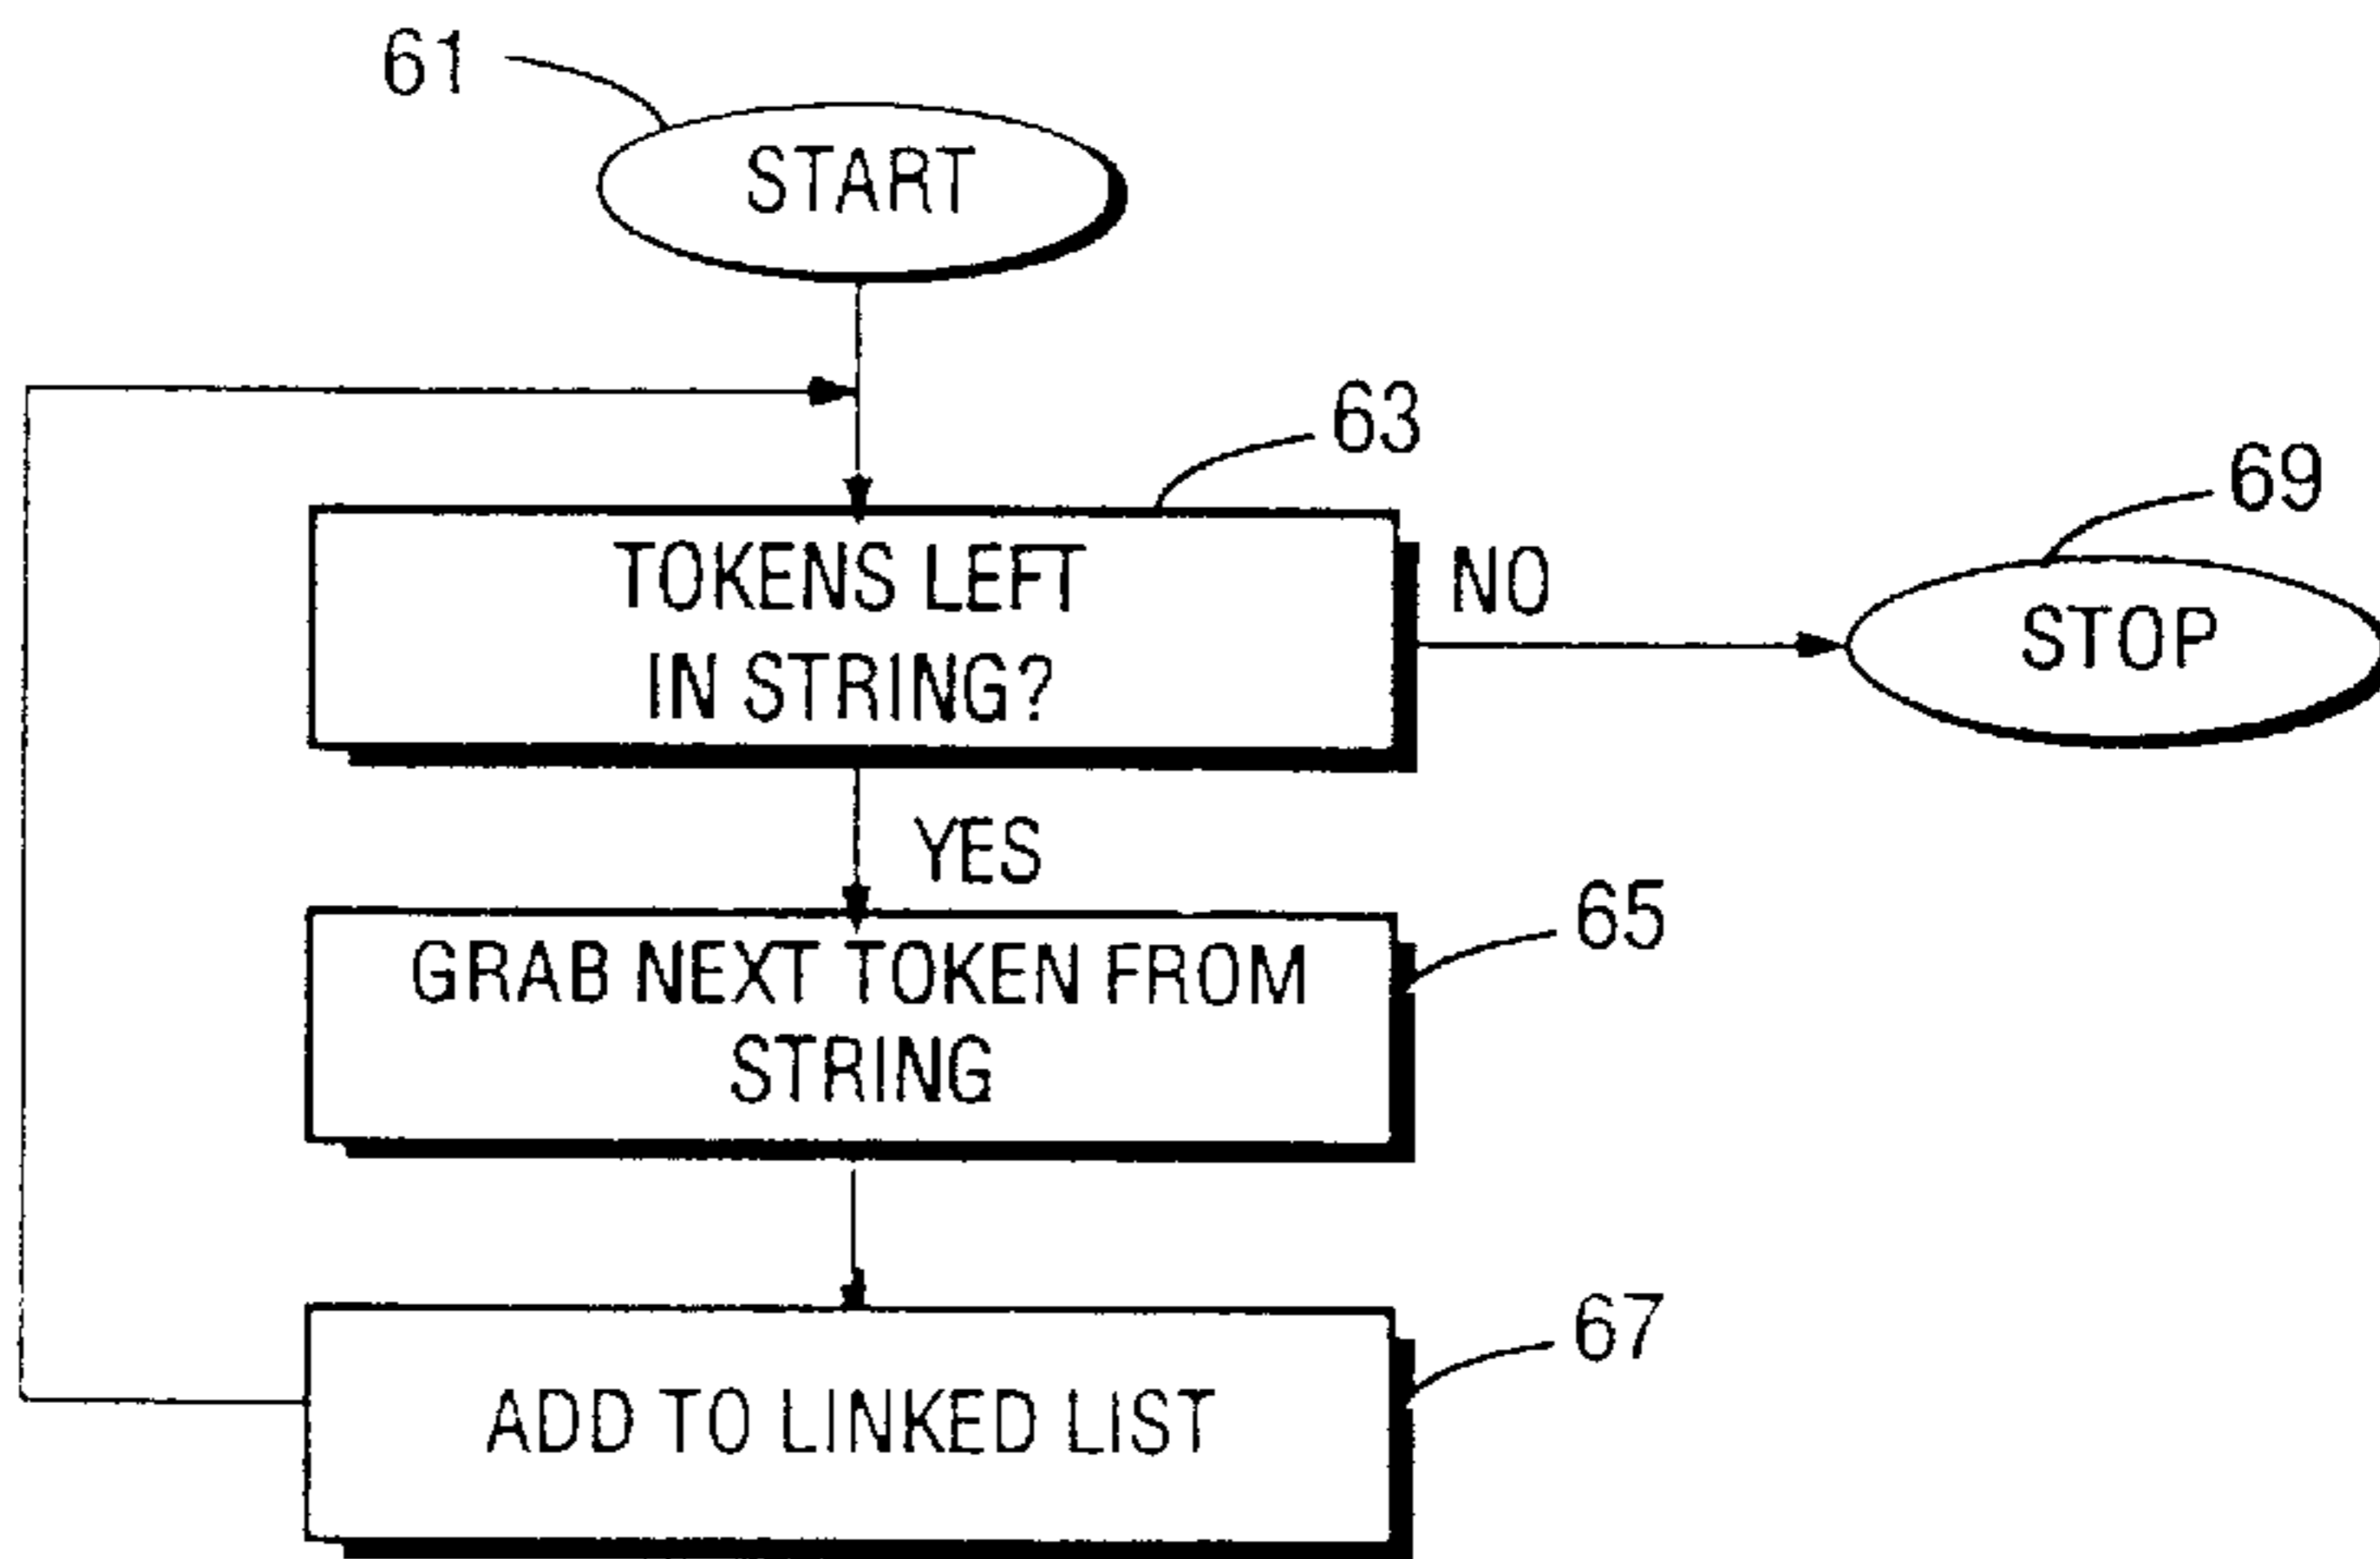 61
START
63
69
TOKENS LEFT
IN STRING?
NO
STOP
YES
65
GRAB NEXT TOKEN FROM
STRING
67
ADD TO LINKED LIST